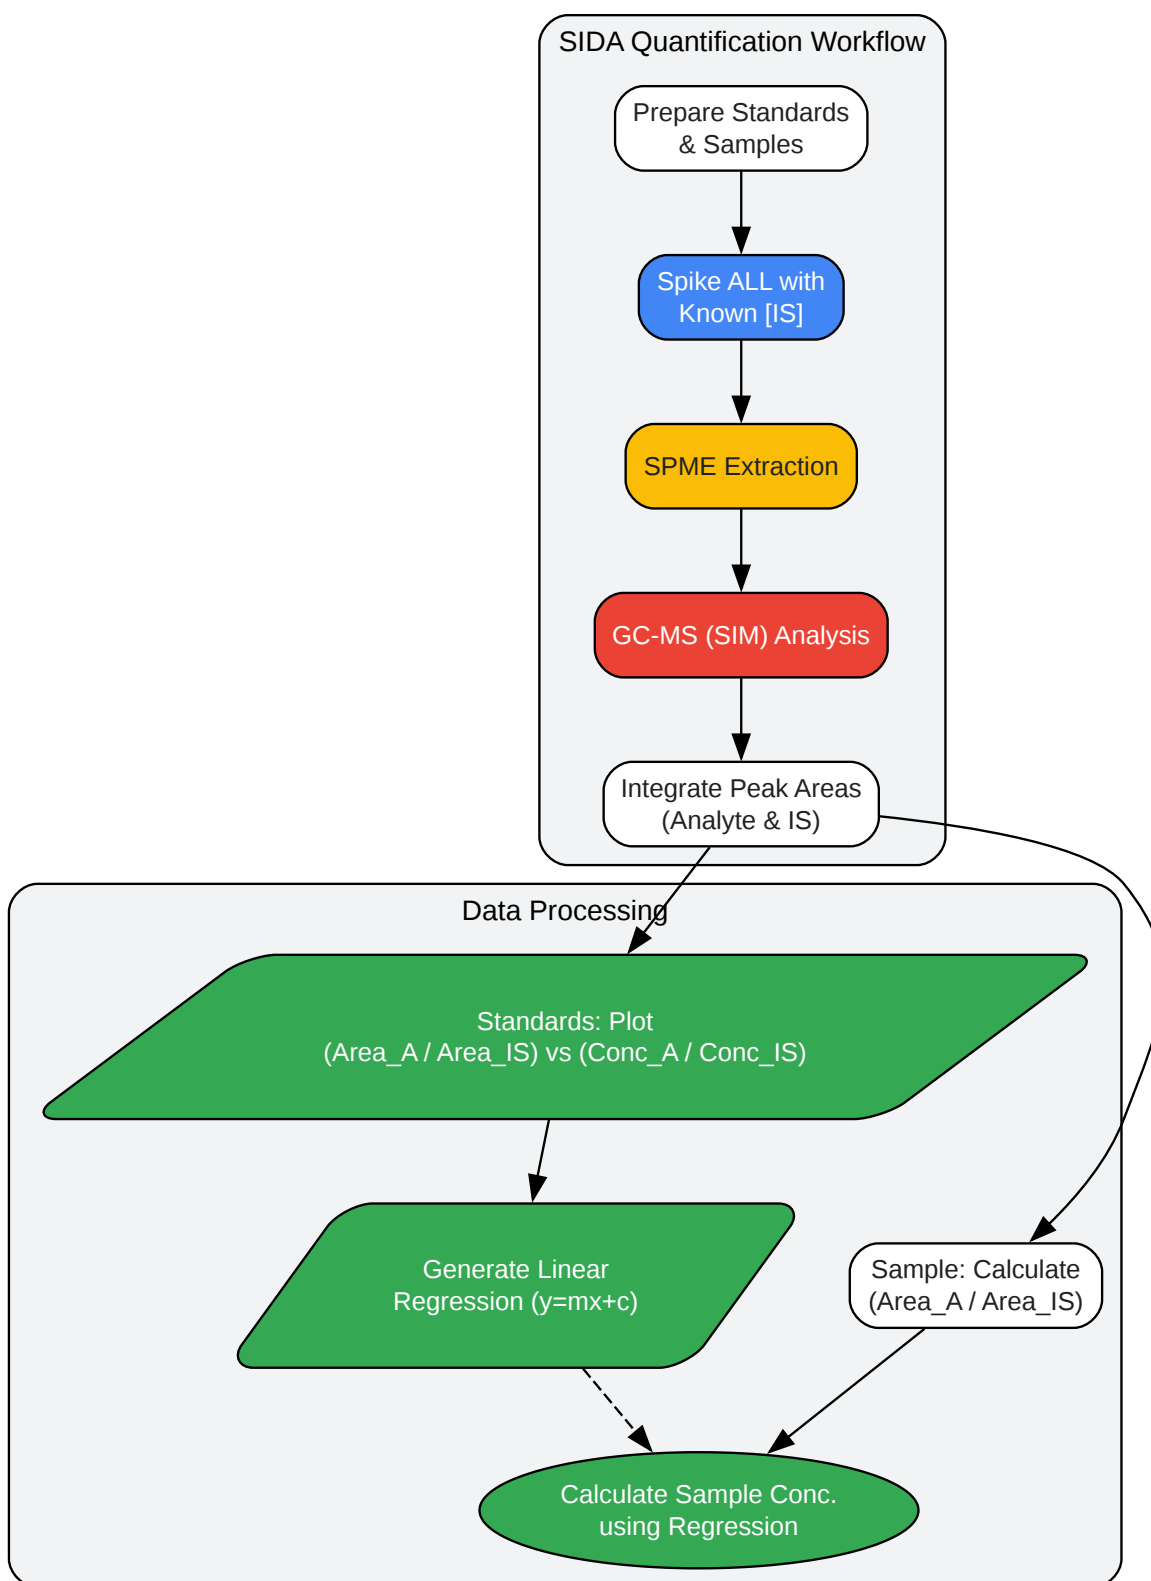 SIDA Quantification Workflow
Prepare Standards
& Samples
Spike ALL with
Known [IS]
SPME Extraction
GC-MS (SIM) Analysis
Integrate Peak Areas
(Analyte & IS)
Data Processing
Standards: Plot
(Area_A / Area_IS) vs (Conc_A / Conc_IS)
Generate Linear
Regression (y=mx+c)
Sample: Calculate
(Area_A / Area_IS)
Calculate Sample Conc.
using Regression